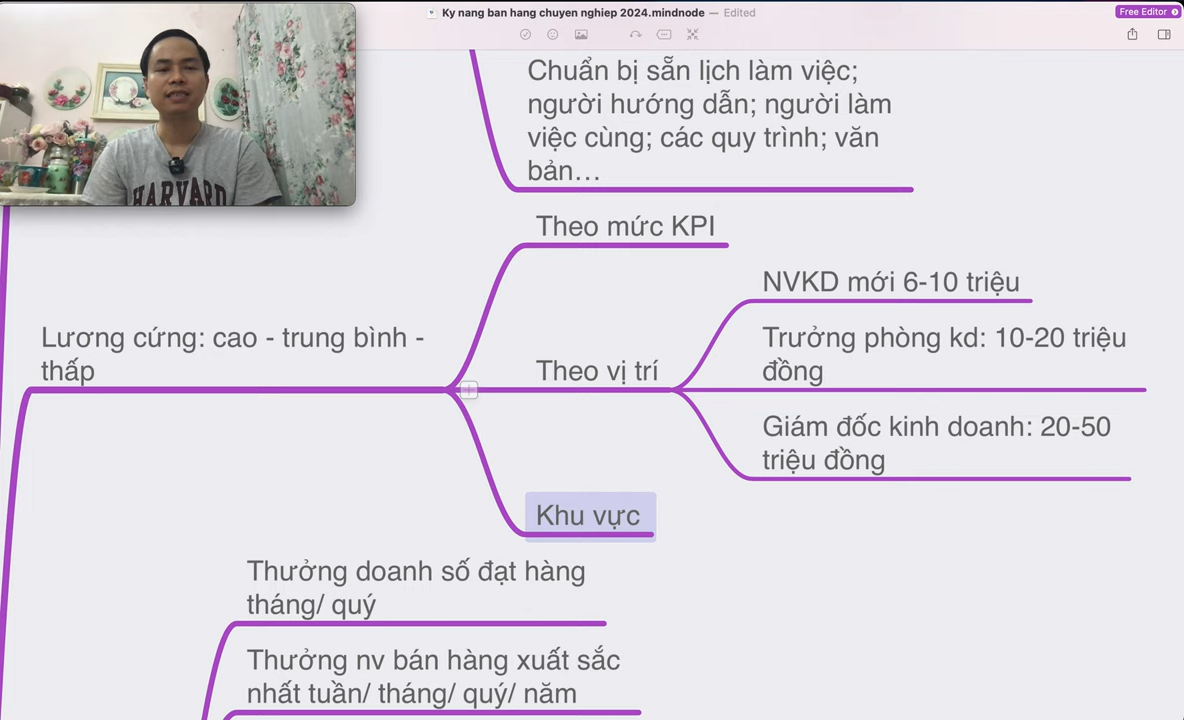 Ky nang ban hang chuyen nghiep 2024.mindnode — Edited
Free Editor
Chuẩn bị sẵn lịch làm việc;
người hướng dẫn; người làm
việc cùng; các quy trình; văn
bản…
HARVARD
Theo mức KPI
NVKD mới 6-10 triệu
Lương cứng: cao - trung bình -
thấp
Theo vị trí
Trưởng phòng kd: 10-20 triệu
đồng
Giám đốc kinh doanh: 20-50
triệu đồng
Khu vực
Thưởng doanh số đạt hàng
tháng/ quý
Thưởng nv bán hàng xuất sắc
nhất tuần/ tháng/ quý/ năm